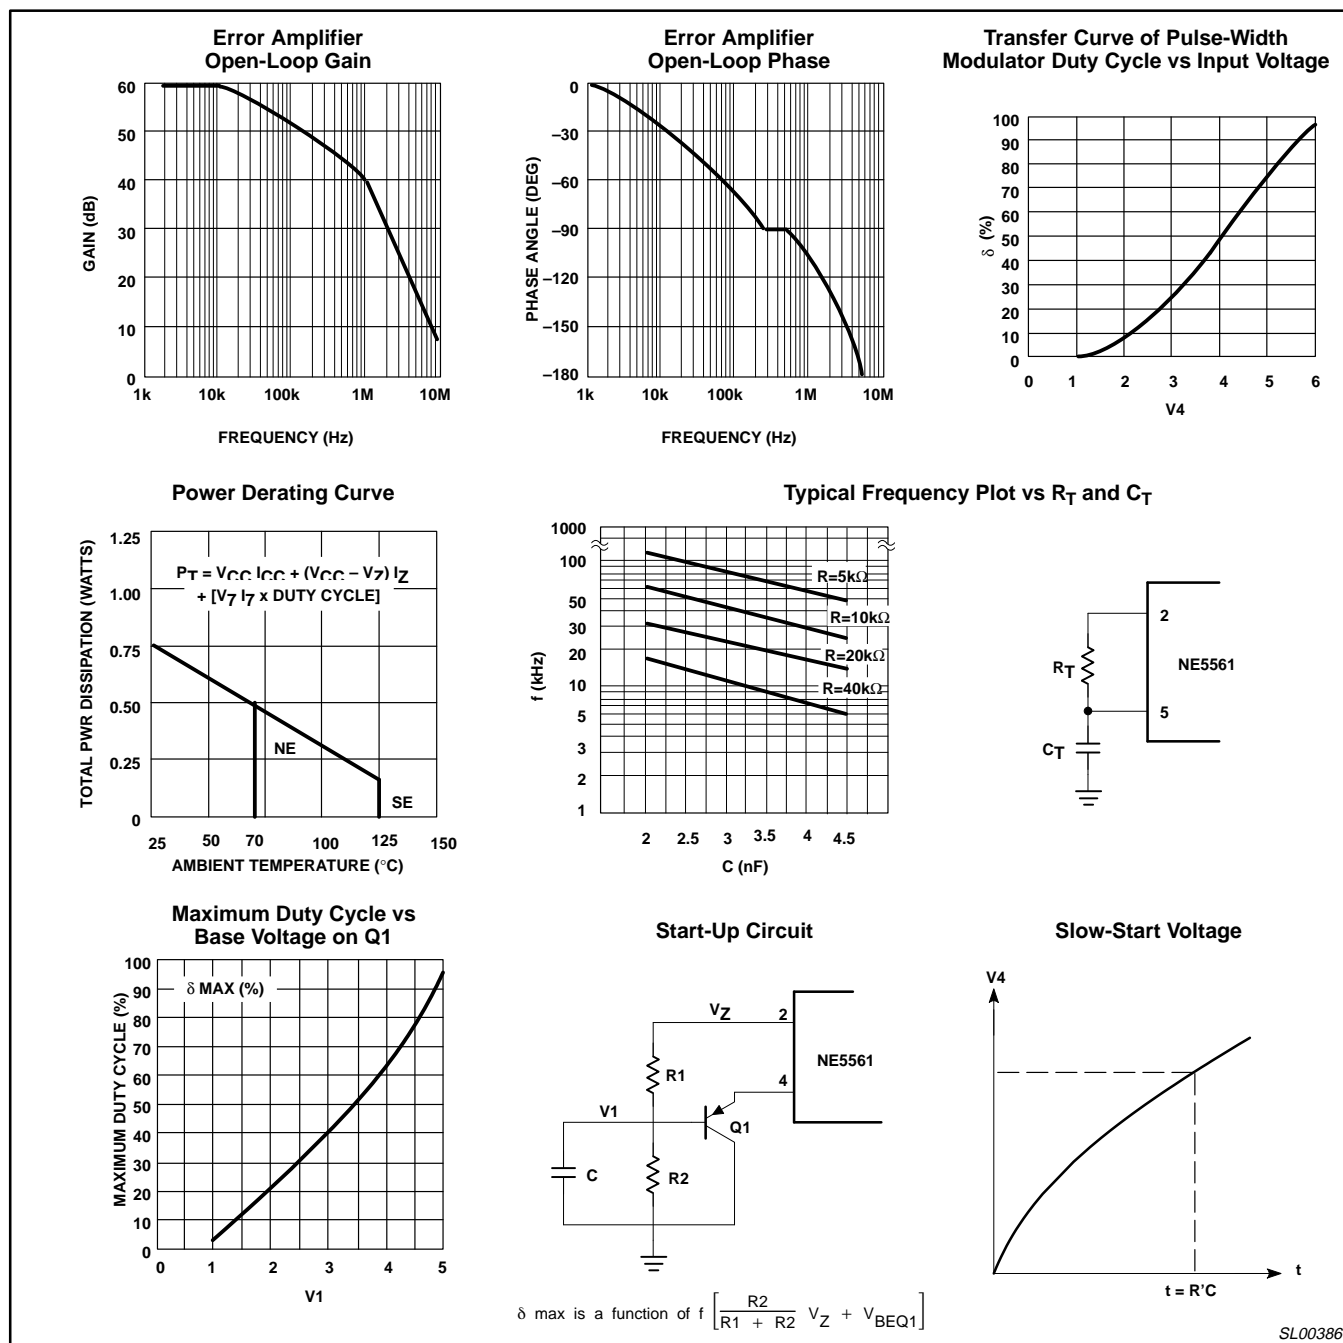 Error Amplifier
Open-Loop Gain
60
50
40
30
20
10
0
GAIN (dB)
1k 10k 100k 1M 10M
FREQUENCY (Hz)
Error Amplifier
Open-Loop Phase
0
–30
–60
–90
–120
–150
–180
PHASE ANGLE (DEG)
1k 10k 100k 1M 10M
FREQUENCY (Hz)
Transfer Curve of Pulse-Width
Modulator Duty Cycle vs Input Voltage
100
90
80
70
60
50
40
30
20
10
0
δ (%)
0 1 2 3 4 5 6
V4
Power Derating Curve
1.25
1.00
0.75
0.50
0.25
0
TOTAL PWR DISSIPATION (WATTS)
PT = VCC ICC + (VCC – VZ) IZ
+ [V7 I7 x DUTY CYCLE]
NE
SE
25 50 70 100 125 150
AMBIENT TEMPERATURE (°C)
Typical Frequency Plot vs RT and CT
1000
100
50
30
20
10
5
3
2
1
f (kHz)
R=5kΩ
R=10kΩ
R=20kΩ
R=40kΩ
2 2.5 3 3.5 4 4.5
C (nF)
2
RT
NE5561
5
CT
Maximum Duty Cycle vs
Base Voltage on Q1
100
90
80
70
60
50
40
30
20
10
0
MAXIMUM DUTY CYCLE (%)
δ MAX (%)
0 1 2 3 4 5
V1
Start-Up Circuit
VZ 2
NE5561
R1
4
V1
Q1
C
R2
δ max is a function of f [R2 / (R1 + R2) VZ + VBEQ1]
Slow-Start Voltage
V4
t
t = R'C
SL00386